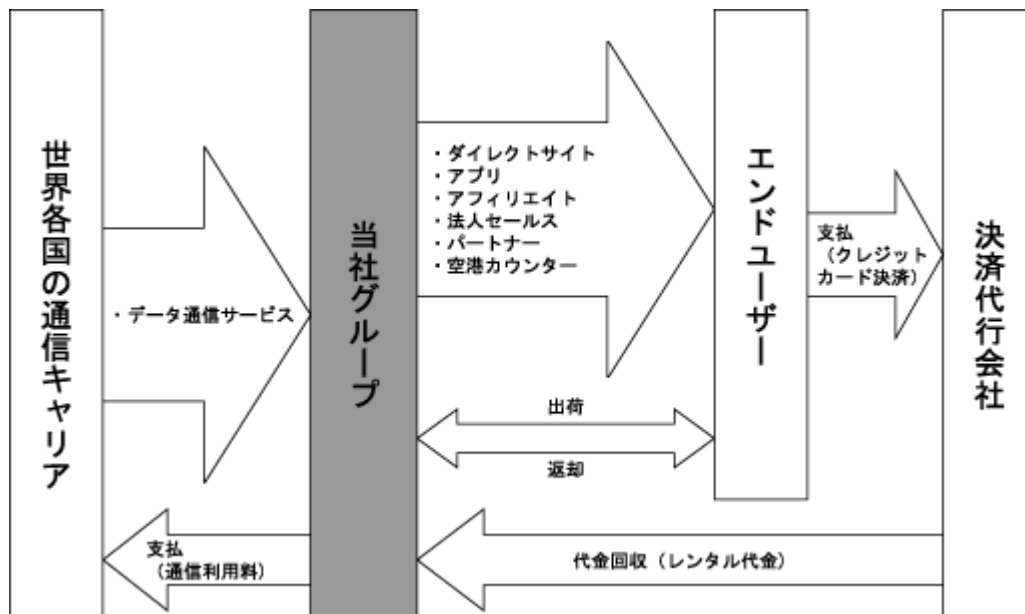 世界各国の通信キャリア
・データ通信サービス
支払
（通信利用料）
当社グループ
・ダイレクトサイト
・アプリ
・アフィリエイト
・法人セールス
・パートナー
・空港カウンター
出荷
返却
代金回収（レンタル代金）
エンドユーザー
支払
（クレジット
カード決済）
決済代行会社